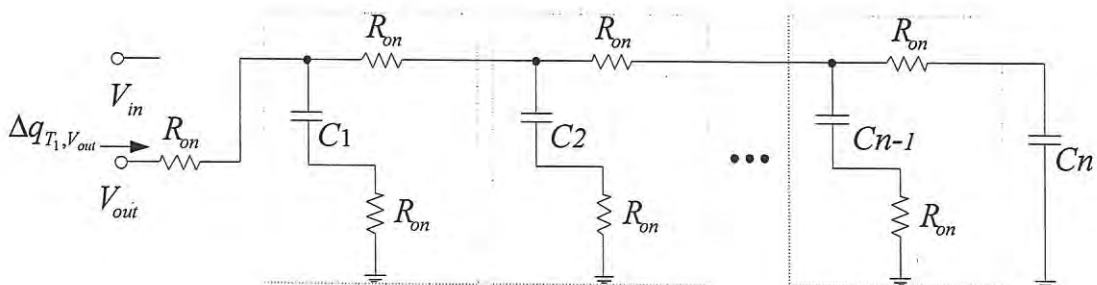 R_on R_on R_on
V_in
Δq_{T_1,V_out} R_on C1 C2 Cn-1 Cn
V_out
R_on R_on R_on